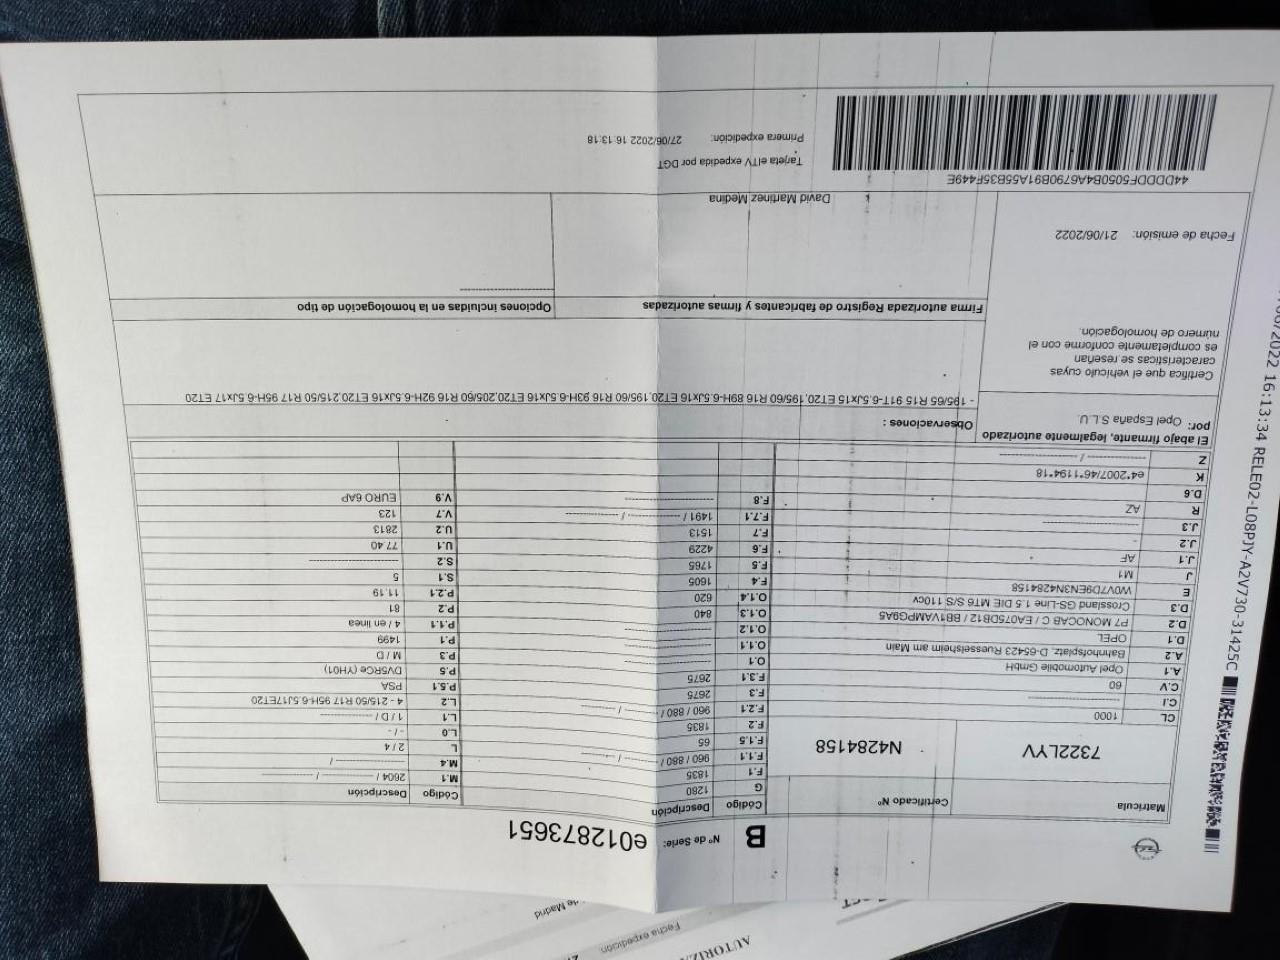 B
Nº de Serie: e012873651
Matrícula
Certificado Nº
7322LYV
N4284158
CL 1000
C.I --------------------
C.V 60
A.1 Opel Automobile GmbH
A.2 Bahnhofsplatz, D-65423 Ruesselsheim am Main
D.1 OPEL
D.2 P7 MONOCAB C / EA075DB12 / BB1VAMPG9A5
D.3 Crossland GS-Line 1.5 DIE MT6 S/S 110cv
E W0V7D9EN3N4284158
J M1
J.1 AF
J.2 -
J.3 --------------------
R AZ
D.6
K e4*2007/46*1194*18
Z -------------------- / --------------------
Código Descripción
G 1280
F.1 1835
F.1.1 960 / 880 / -------- / --------
F.1.5 65
F.2 1835
F.2.1 960 / 880 / -------- / --------
F.3 2675
F.3.1 2675
O.1 --------------------
O.1.1 --------------------
O.1.2 --------------------
O.1.3 840
O.1.4 620
F.4 1605
F.5 1765
F.6 4229
F.7 1513
F.7.1 1491 / -------------- / --------------
F.8 --------------------
Código Descripción
M.1 2604 / -------------- / --------------
M.4 -------------------- /
L 2 / 4
L.0 - / -
L.1 1 / D / --------------------
L.2 4 - 215/50 R17 95H-6.5J17ET20
P.5.1 PSA
P.5 DV5RCe (YH01)
P.3 M / D
P.1 1499
P.1.1 4 / en línea
P.2 81
P.2.1 11.19
S.1 5
S.2 --------------------
U.1 77.40
U.2 2813
V.7 123
V.9 EURO 6AP
El abajo firmante, legalmente autorizado
por: Opel España S.L.U.
Certifica que el vehículo cuyas
características se reseñan
es completamente conforme con el
número de homologación.
Fecha de emisión: 21/06/2022
Observaciones :
- 195/65 R15 91T-6.5Jx15 ET20,195/60 R16 89H-6.5Jx16 ET20,195/60 R16 93H-6.5Jx16 ET20,205/60 R16 92H-6.5Jx16 ET20,215/50 R17 95H-6.5Jx17 ET20
Firma autorizada Registro de fabricantes y firmas autorizadas
David Martinez Medina
Opciones incluidas en la homologación de tipo
--------------------
44DDDF5050B4A6790B91A55B35F449E
Tarjeta eITV expedida por DGT
Primera expedición: 27/06/2022 16:13:18
/2022 16:13:34 RELE02-L08PJY-A2V730-31425C
Fecha expedición
de Madrid